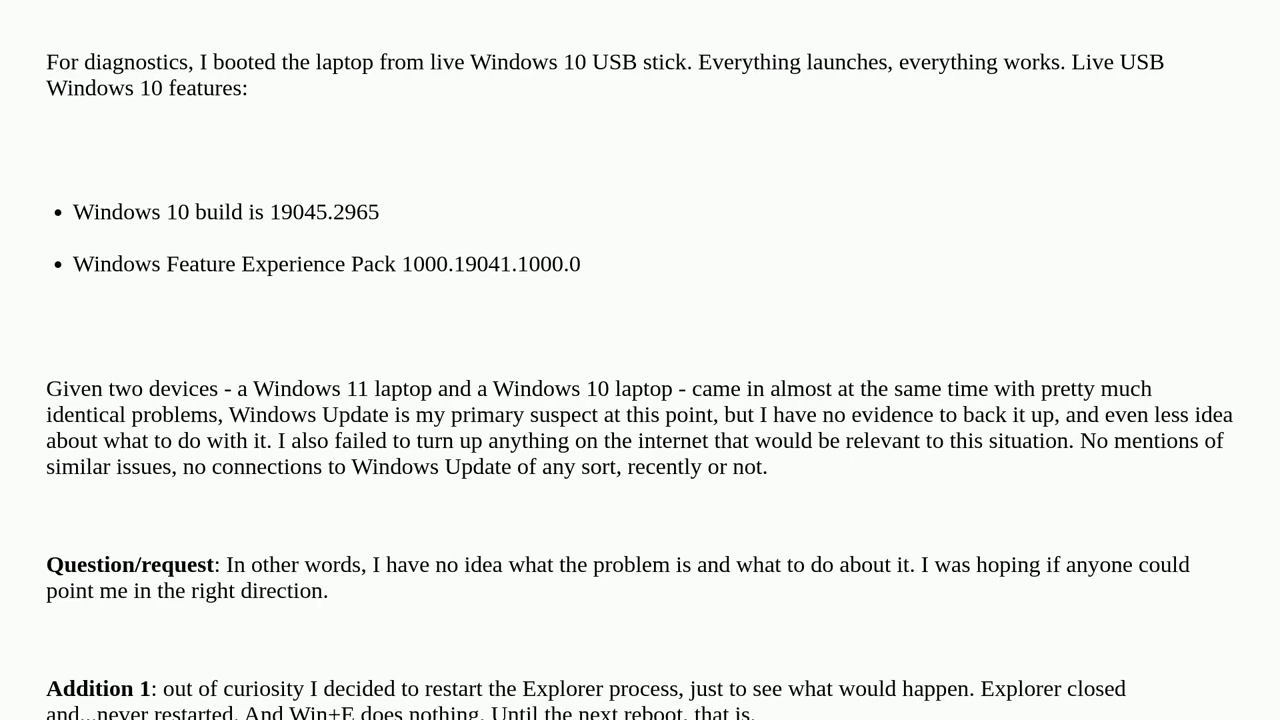 For diagnostics, I booted the laptop from live Windows 10 USB stick. Everything launches, everything works. Live USB
Windows 10 features:
• Windows 10 build is 19045.2965
• Windows Feature Experience Pack 1000.19041.1000.0
Given two devices - a Windows 11 laptop and a Windows 10 laptop - came in almost at the same time with pretty much
identical problems, Windows Update is my primary suspect at this point, but I have no evidence to back it up, and even less idea
about what to do with it. I also failed to turn up anything on the internet that would be relevant to this situation. No mentions of
similar issues, no connections to Windows Update of any sort, recently or not.
Question/request: In other words, I have no idea what the problem is and what to do about it. I was hoping if anyone could
point me in the right direction.
Addition 1: out of curiosity I decided to restart the Explorer process, just to see what would happen. Explorer closed
and...never restarted. And Win+E does nothing. Until the next reboot, that is.